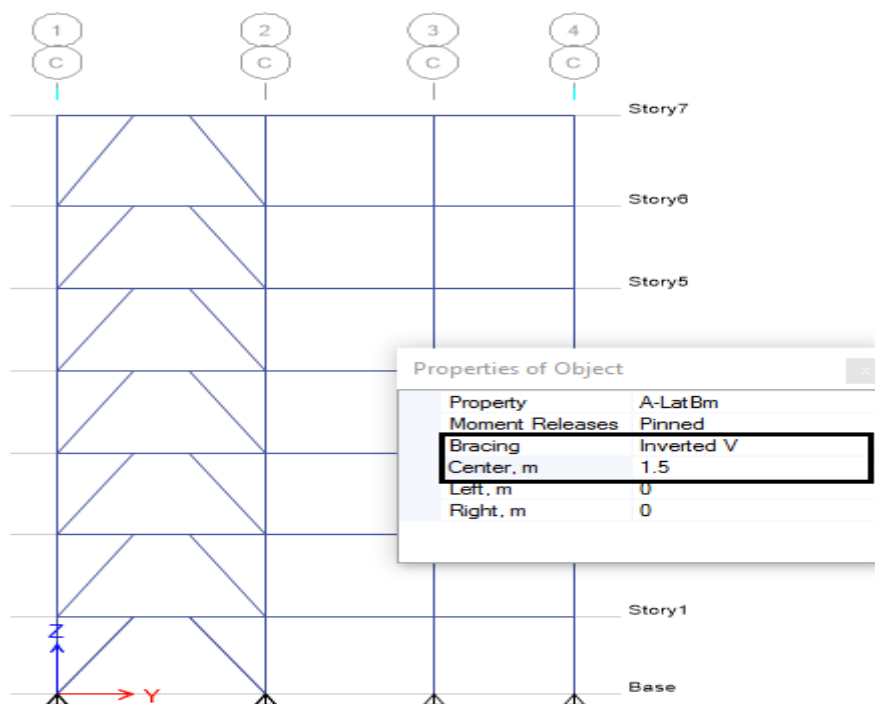 1 2 3 4
C C C C
Story7
Story6
Story5
Properties of Object
Property A-LatBm
Moment Releases Pinned
Bracing Inverted V
Center, m 1.5
Left, m 0
Right, m 0
Story1
Z
Y
Base